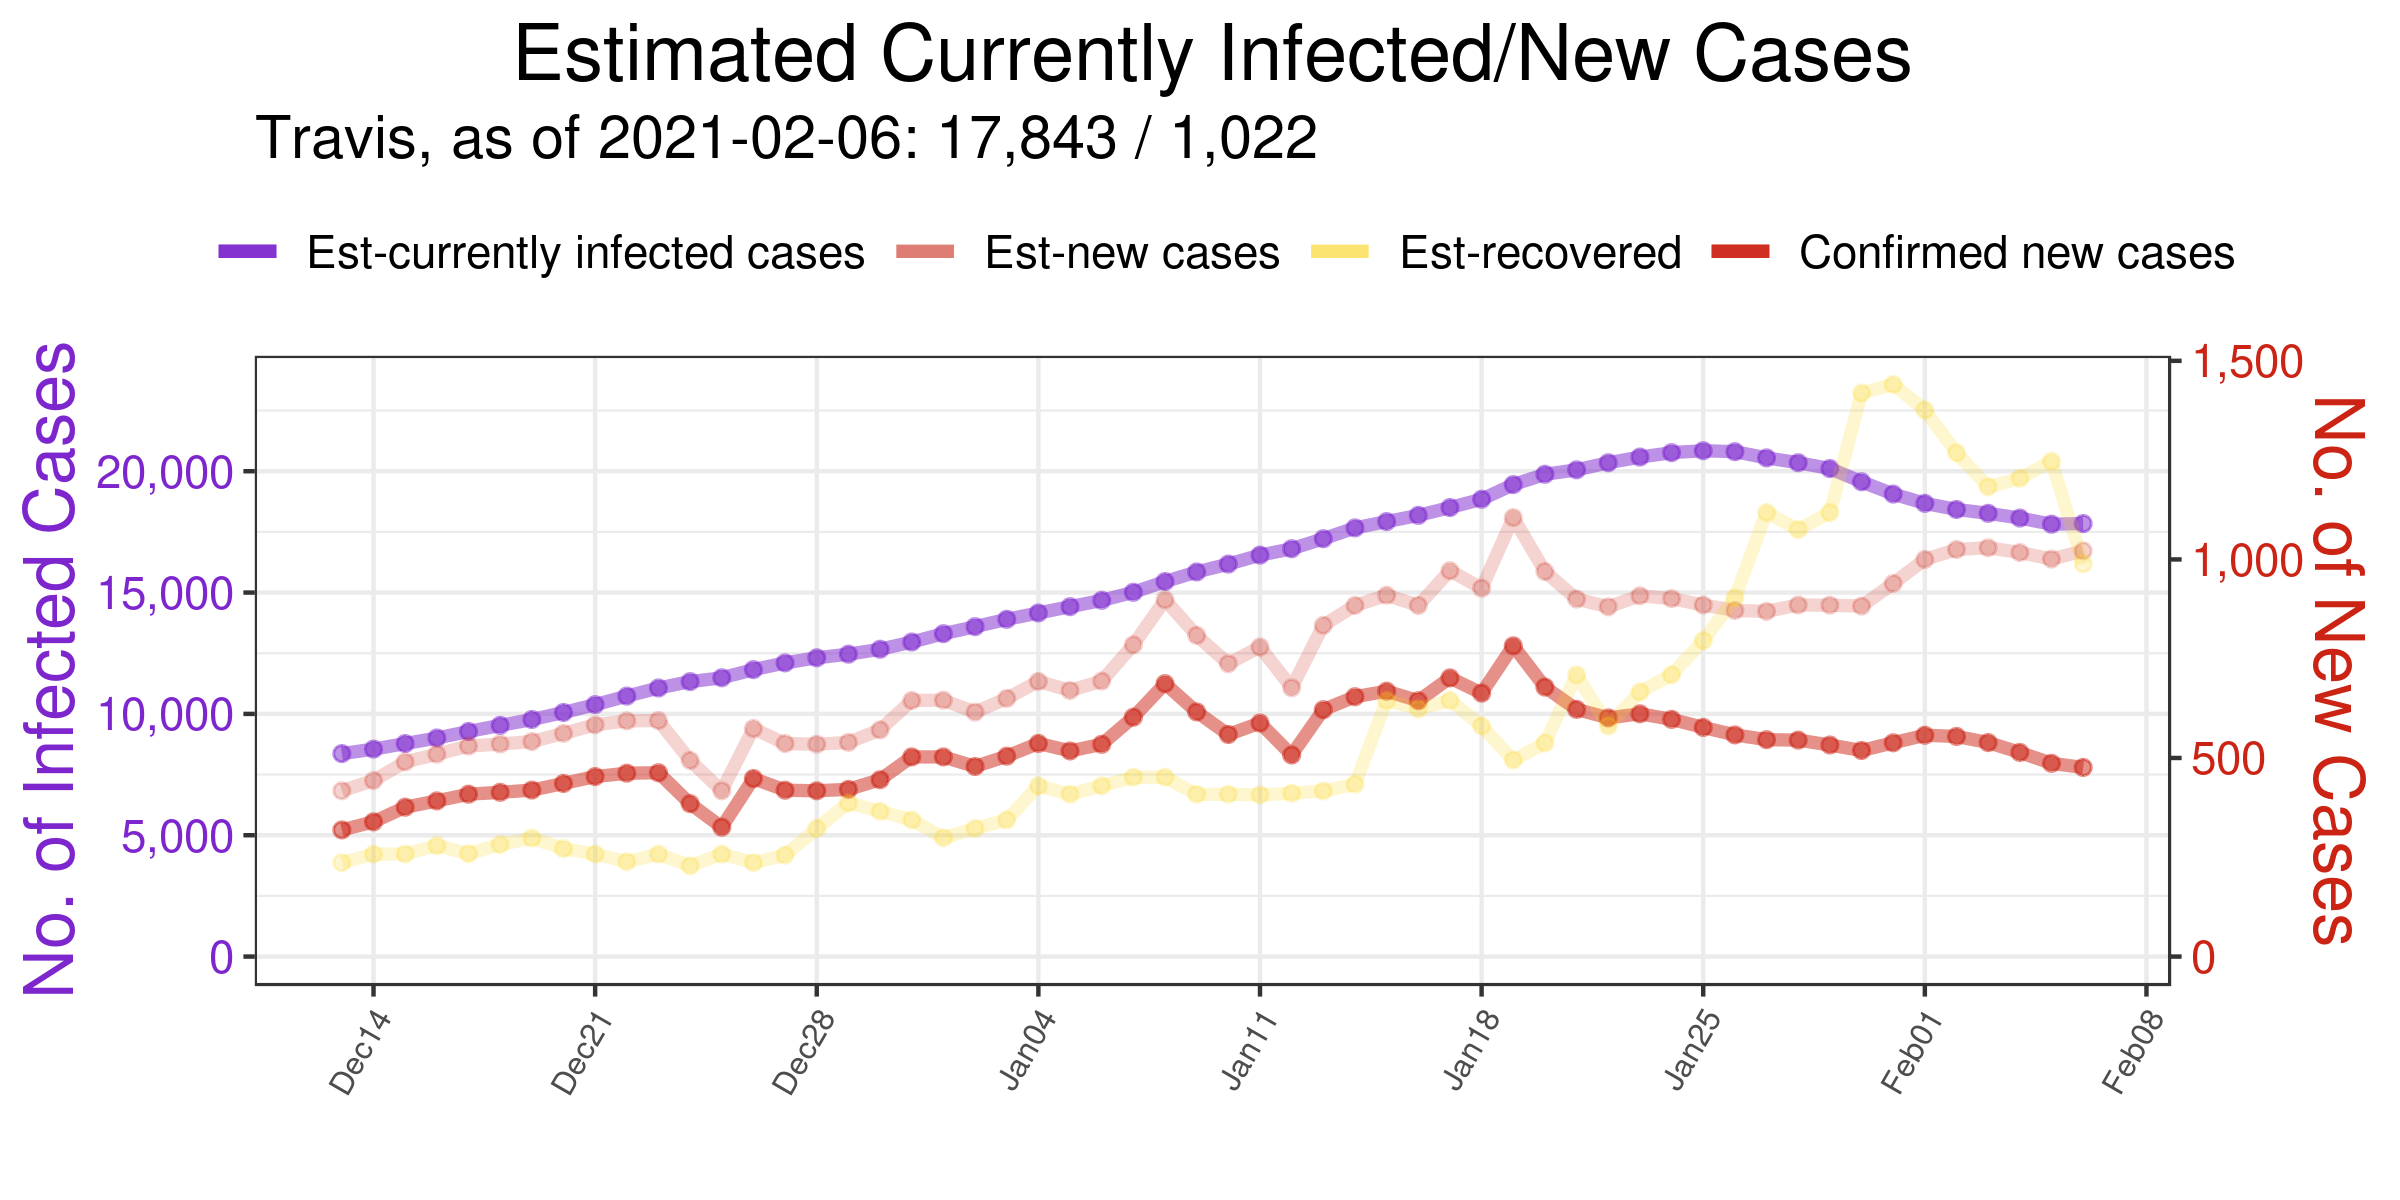 Estimated Currently Infected/New Cases
Travis, as of 2021-02-06: 17,843 / 1,022
Est-currently infected cases Est-new cases Est-recovered Confirmed new cases
No. of Infected Cases
20,000
15,000
10,000
5,000
0
1,500
1,000
500
0
No. of New Cases
Dec14 Dec21 Dec28 Jan04 Jan11 Jan18 Jan25 Feb01 Feb08